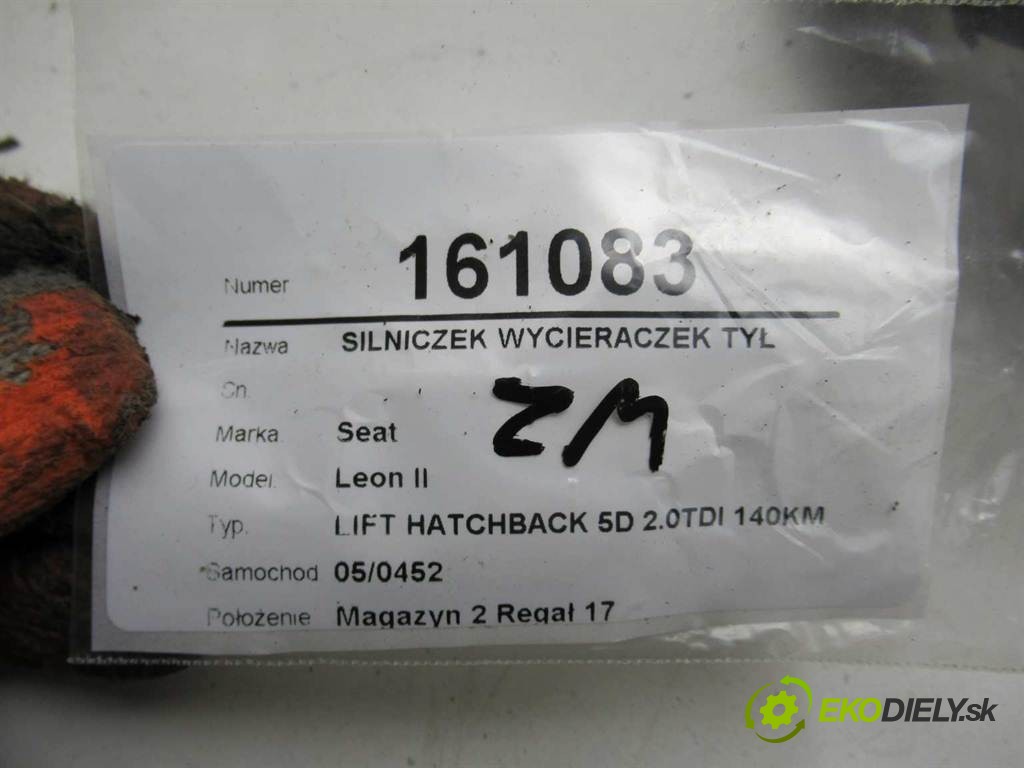 Numer 161083
Nazwa SILNICZEK WYCIERACZEK TYŁ
Cn.
ZM
Marka. Seat
Model. Leon II
Typ. LIFT HATCHBACK 5D 2.0TDI 140KM
Samochod 05/0452
Położenie Magazyn 2 Regał 17
EKODIELY.sk